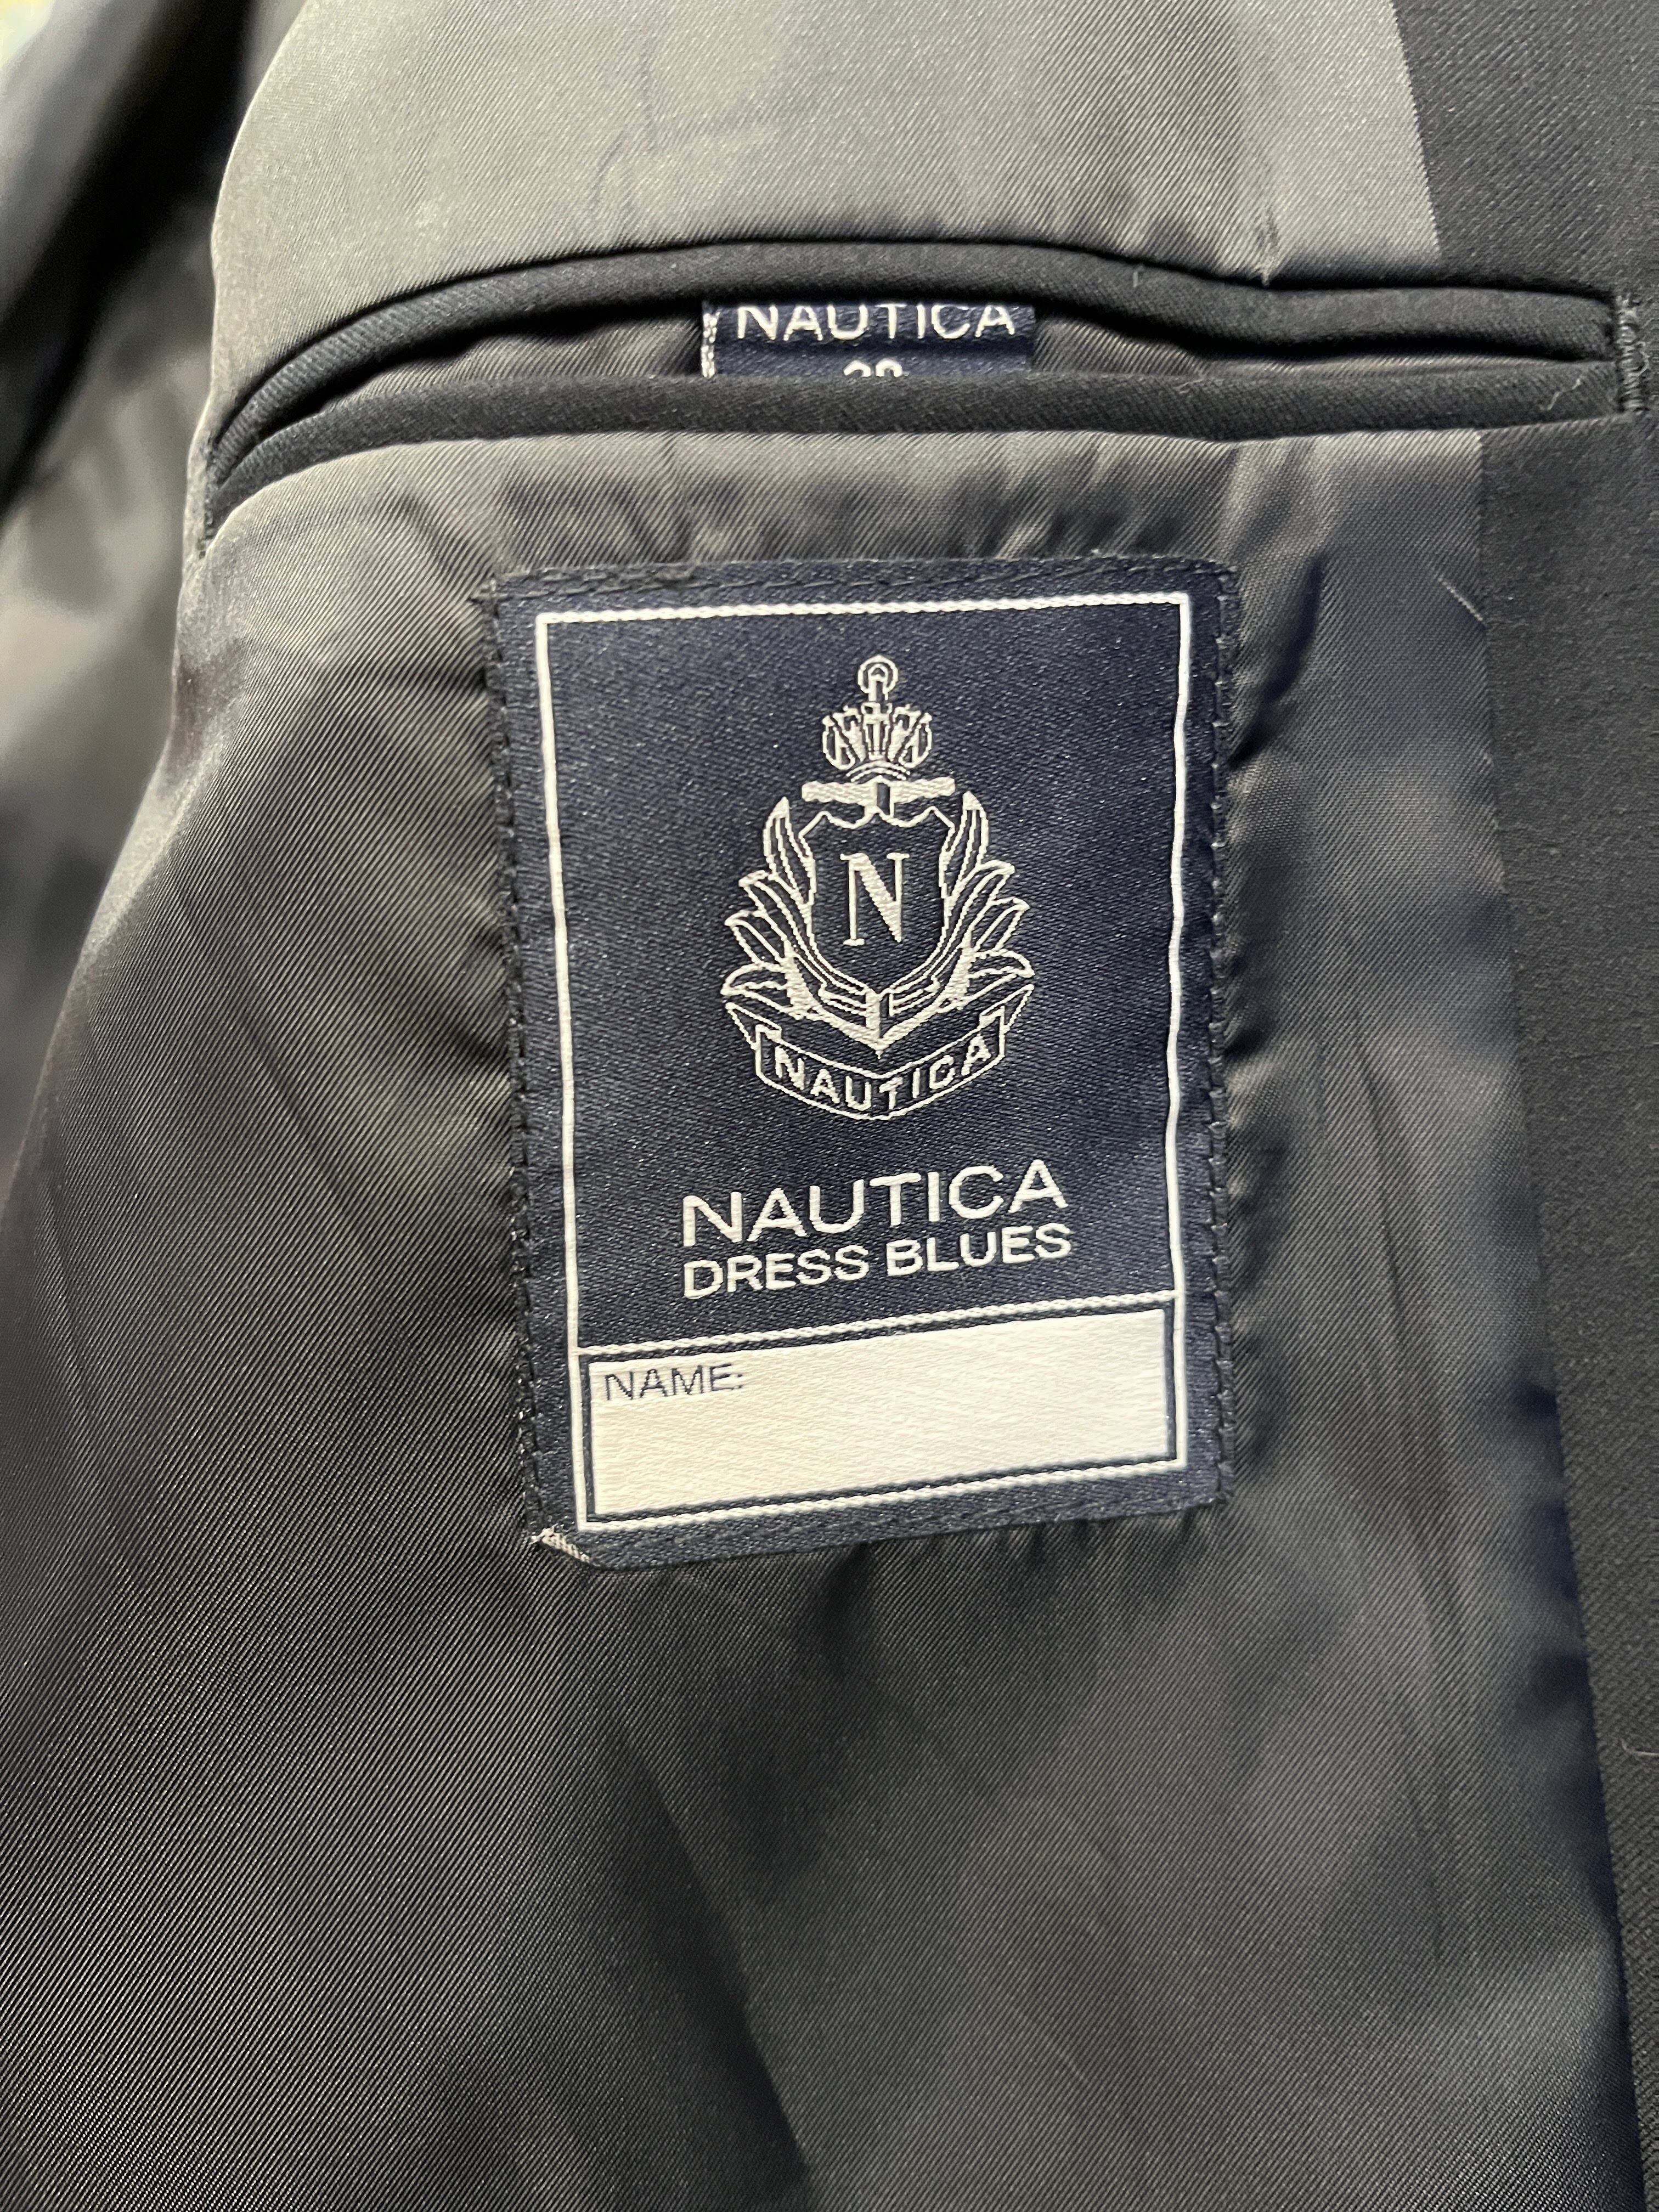 NAUTICA
N
NAUTICA
NAUTICA
DRESS BLUES
NAME: